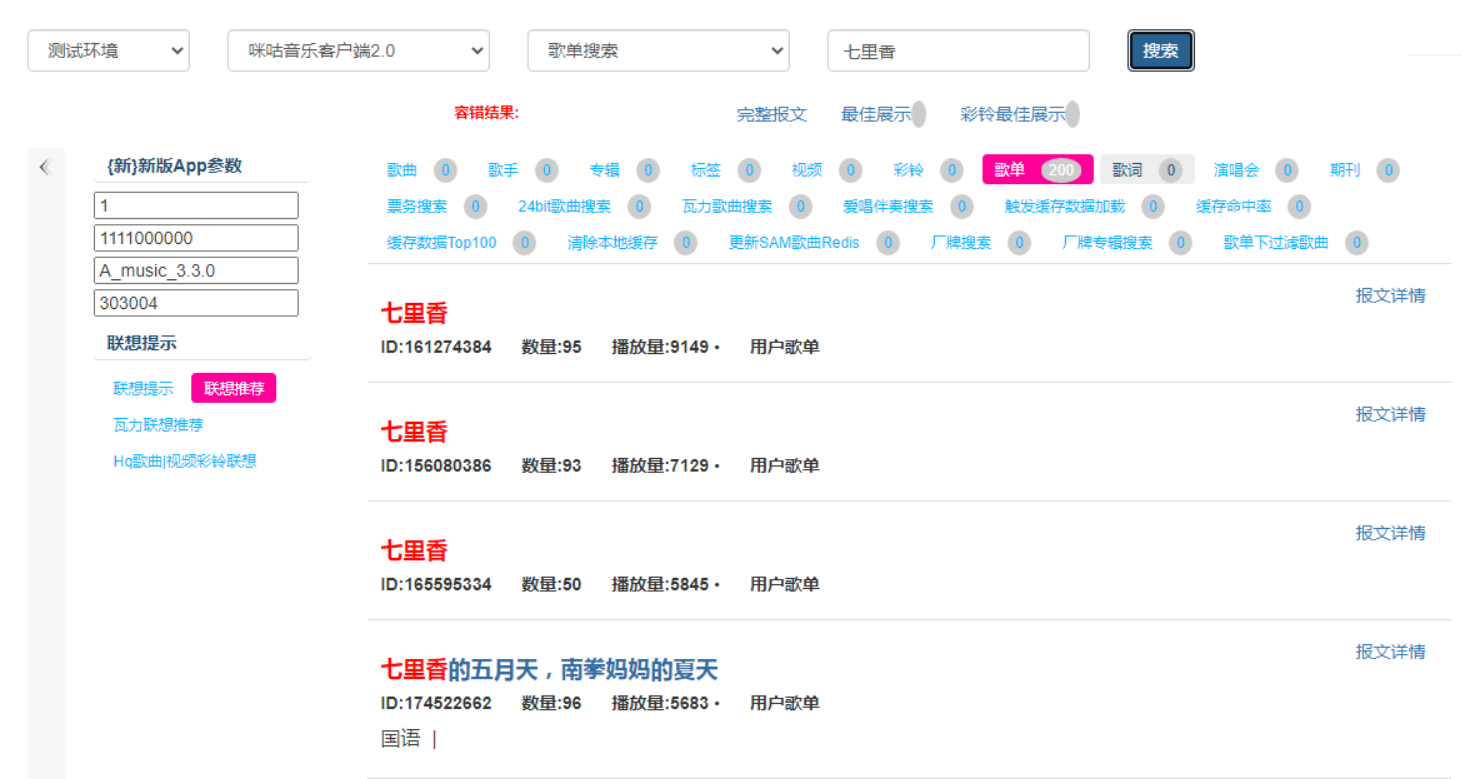 测试环境 咪咕音乐客户端2.0 歌单搜索 七里香 搜索
容错结果: 完整报文 最佳展示 彩铃最佳展示
{新}新版App参数
1
1111000000
A_music_3.3.0
303004
联想提示
联想提示 联想推荐
瓦力联想推荐
Hq歌曲|视频彩铃联想
歌曲 0 歌手 0 专辑 0 标签 0 视频 0 彩铃 0 歌单 200 歌词 0 演唱会 0 期刊 0
票务搜索 0 24bit歌曲搜索 0 瓦力歌曲搜索 0 爱唱伴奏搜索 0 触发缓存数据加载 0 缓存命中率 0
缓存数据Top100 0 清除本地缓存 0 更新SAM歌曲Redis 0 厂牌搜索 0 厂牌专辑搜索 0 歌单下过滤歌曲 0
七里香 报文详情
ID:161274384 数量:95 播放量:9149 · 用户歌单
七里香 报文详情
ID:156080386 数量:93 播放量:7129 · 用户歌单
七里香 报文详情
ID:165595334 数量:50 播放量:5845 · 用户歌单
七里香的五月天，南拳妈妈的夏天 报文详情
ID:174522662 数量:96 播放量:5683 · 用户歌单
国语 |